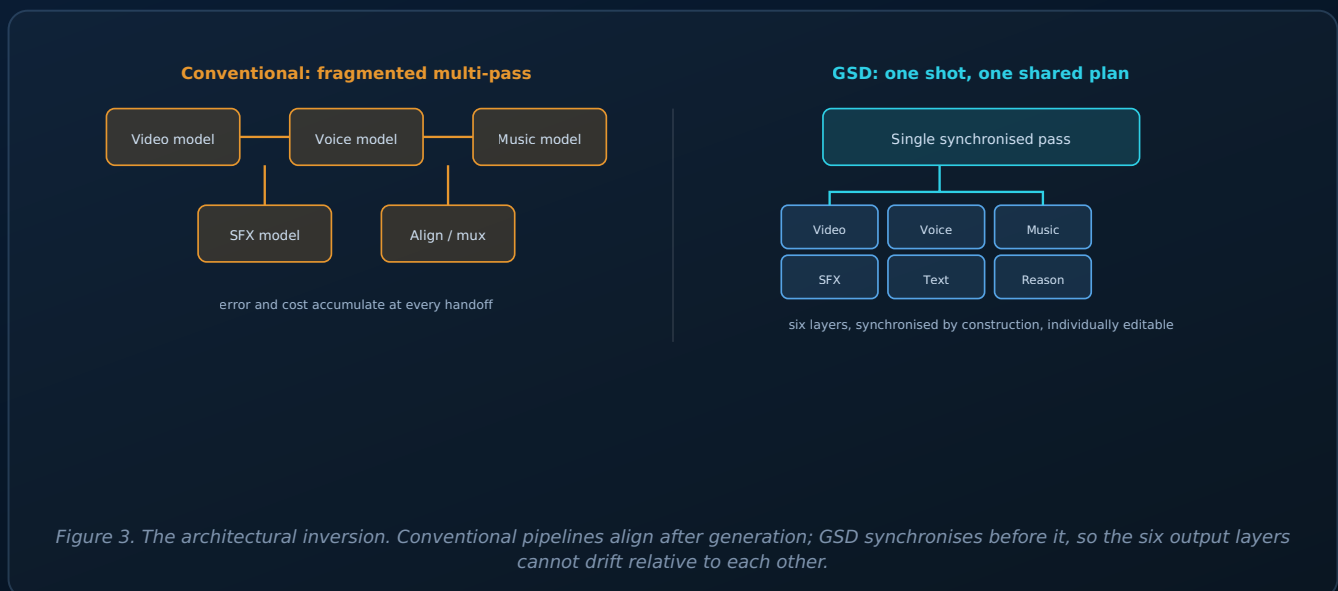 Conventional: fragmented multi-pass
Video model
Voice model
Music model
SFX model
Align / mux
error and cost accumulate at every handoff
GSD: one shot, one shared plan
Single synchronised pass
Video
Voice
Music
SFX
Text
Reason
six layers, synchronised by construction, individually editable
Figure 3. The architectural inversion. Conventional pipelines align after generation; GSD synchronises before it, so the six output layers
cannot drift relative to each other.